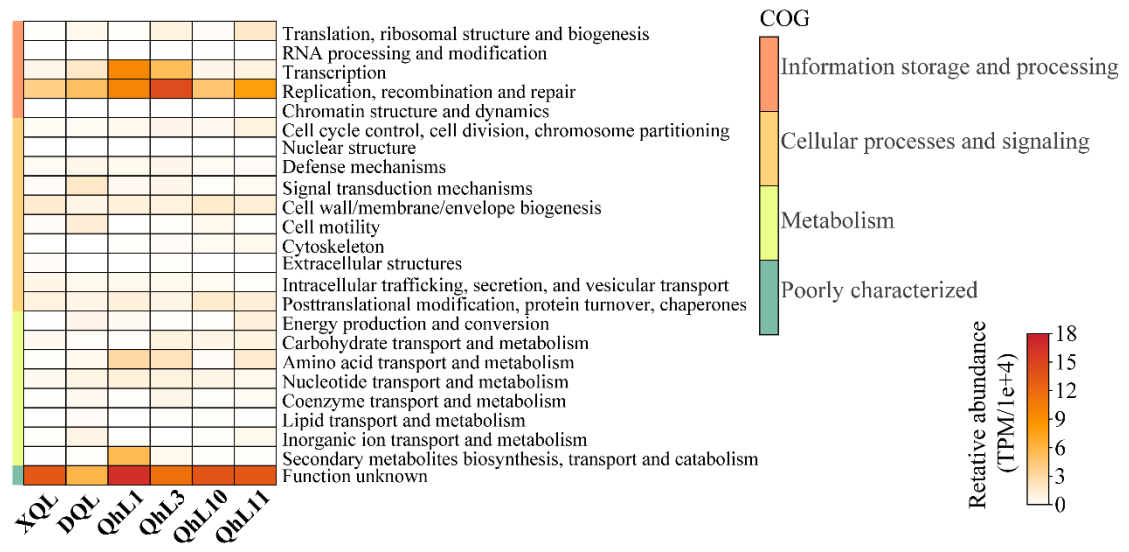 Translation, ribosomal structure and biogenesis
RNA processing and modification
Transcription
Replication, recombination and repair
Chromatin structure and dynamics
Cell cycle control, cell division, chromosome partitioning
Nuclear structure
Defense mechanisms
Signal transduction mechanisms
Cell wall/membrane/envelope biogenesis
Cell motility
Cytoskeleton
Extracellular structures
Intracellular trafficking, secretion, and vesicular transport
Posttranslational modification, protein turnover, chaperones
Energy production and conversion
Carbohydrate transport and metabolism
Amino acid transport and metabolism
Nucleotide transport and metabolism
Coenzyme transport and metabolism
Lipid transport and metabolism
Inorganic ion transport and metabolism
Secondary metabolites biosynthesis, transport and catabolism
Function unknown
XQL
DQL
QhL1
QhL3
QhL10
QhL11
COG
Information storage and processing
Cellular processes and signaling
Metabolism
Poorly characterized
Retative abundance
(TPM/1e+4)
18
15
12
9
6
3
0